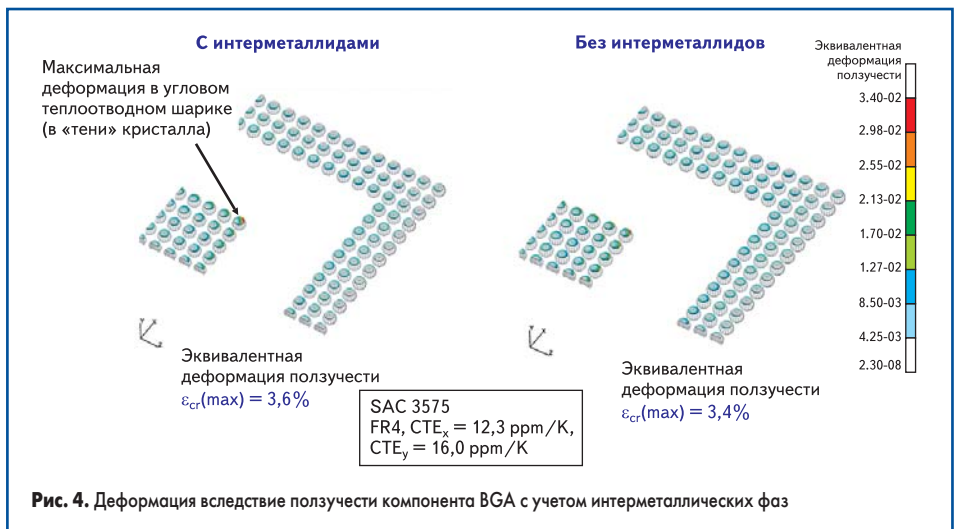 С интерметаллидами
Без интерметаллидов
Максимальная
деформация в угловом
теплоотводном шарике
(в «тени» кристалла)
Эквивалентная
деформация
ползучести
3.40-02
2.98-02
2.55-02
2.13-02
1.70-02
1.27-02
8.50-03
4.25-03
2.30-08
Эквивалентная
деформация ползучести
εcr(max) = 3,6%
SAC 3575
FR4, CTEx = 12,3 ppm/K,
CTEy = 16,0 ppm/K
Эквивалентная
деформация ползучести
εcr(max) = 3,4%
Рис. 4. Деформация вследствие ползучести компонента BGA с учетом интерметаллических фаз